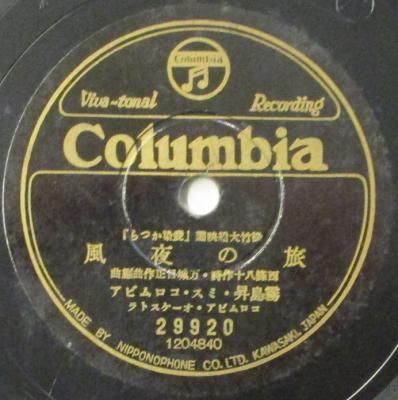 Columbia
Viva-tonal Recording
Columbia
松竹大船映画『愛染かつら』
旅の夜風
西條八十作詩・万城目正作曲編曲
霧島昇・ミス・コロムビア
コロムビア・オーケストラ
29920
1204840
MADE BY NIPPONOPHONE CO. LTD. KAWASAKI, JAPAN